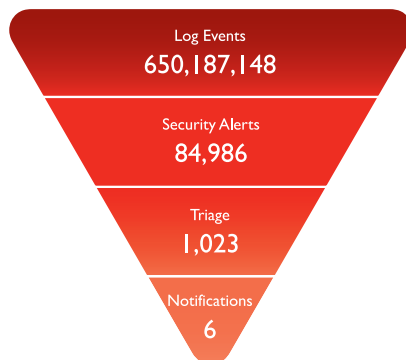 Log Events
650,187,148
Security Alerts
84,986
Triage
1,023
Notifications
6